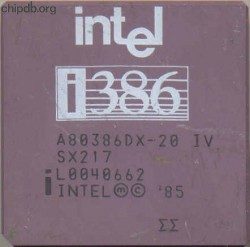 chipdb.org
intel
i386
A80386DX-20 IV
SX217
L0040662
INTEL Ⓜ © '85
ΣΣ